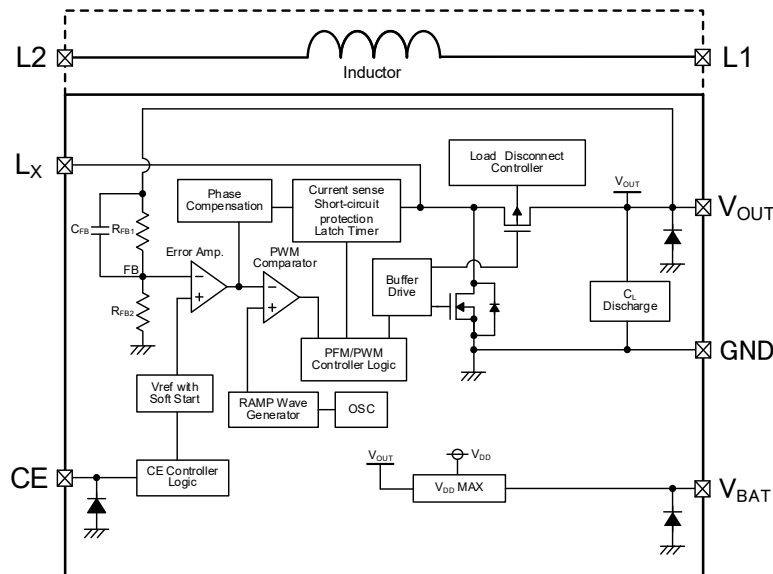 L2
L1
Inductor
LX
Load Disconnect
Controller
VOUT
VOUT
Phase
Compensation
Current sense
Short-circuit
protection
Latch Timer
CFB
RFB1
Error Amp.
PWM
Comparator
FB
Buffer
Drive
CL
Discharge
RFB2
PFM/PWM
Controller Logic
GND
Vref with
Soft Start
RAMP Wave
Generator
OSC
CE
CE Controller
Logic
VOUT
VDD
VDD MAX
VBAT